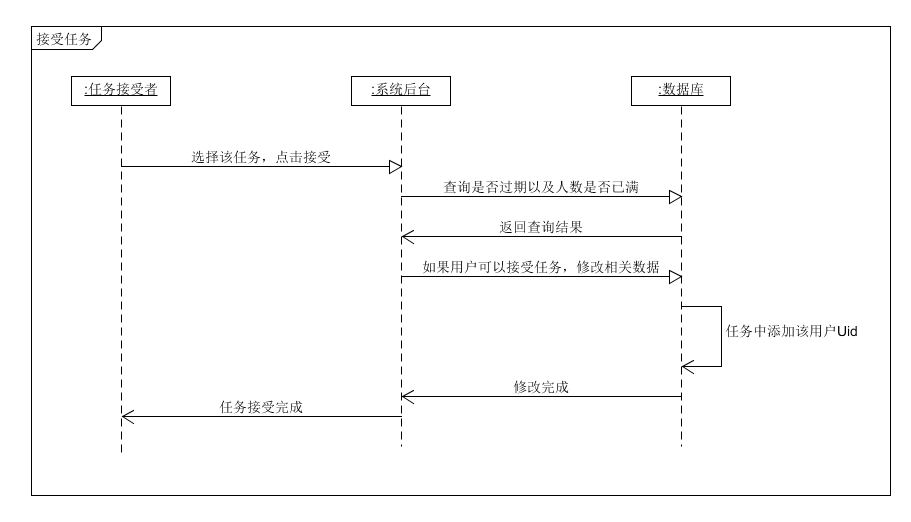 接受任务
:任务接受者
:系统后台
:数据库
选择该任务，点击接受
查询是否过期以及人数是否已满
返回查询结果
如果用户可以接受任务，修改相关数据
任务中添加该用户Uid
修改完成
任务接受完成